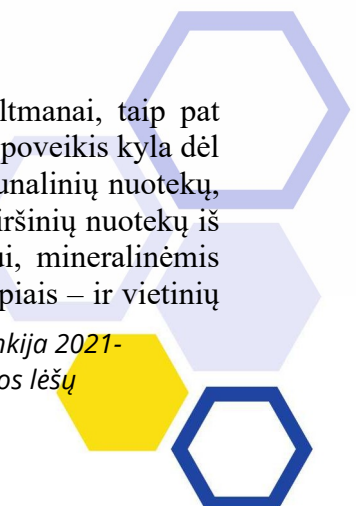 ltmanai, taip pat
poveikis kyla dėl
unalinių nuotekų,
iršinių nuotekų iš
ui, mineralinėmis
piais – ir vietinių
nkija 2021-
os lėšų